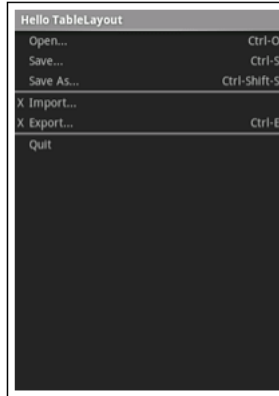 Hello TableLayout
Open... Ctrl-O
Save... Ctrl-S
Save As... Ctrl-Shift-S
X Import...
X Export... Ctrl-E
Quit